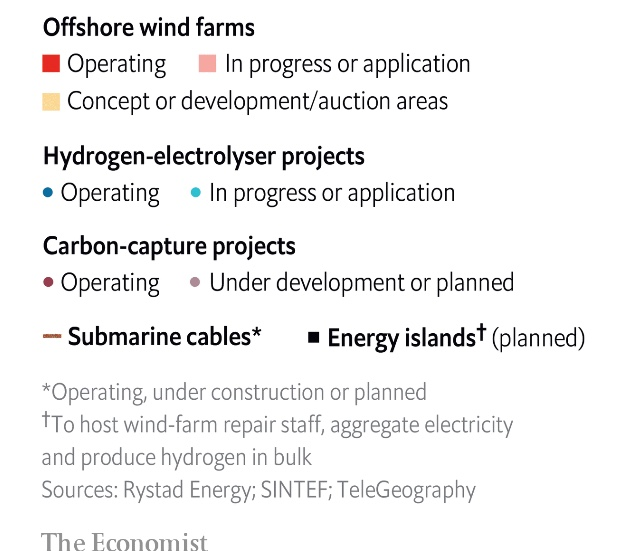 Offshore wind farms
Operating In progress or application
Concept or development/auction areas
Hydrogen-electrolyser projects
Operating In progress or application
Carbon-capture projects
Operating Under development or planned
Submarine cables* Energy islands† (planned)
*Operating, under construction or planned
†To host wind-farm repair staff, aggregate electricity
and produce hydrogen in bulk
Sources: Rystad Energy; SINTEF; TeleGeography
The Economist